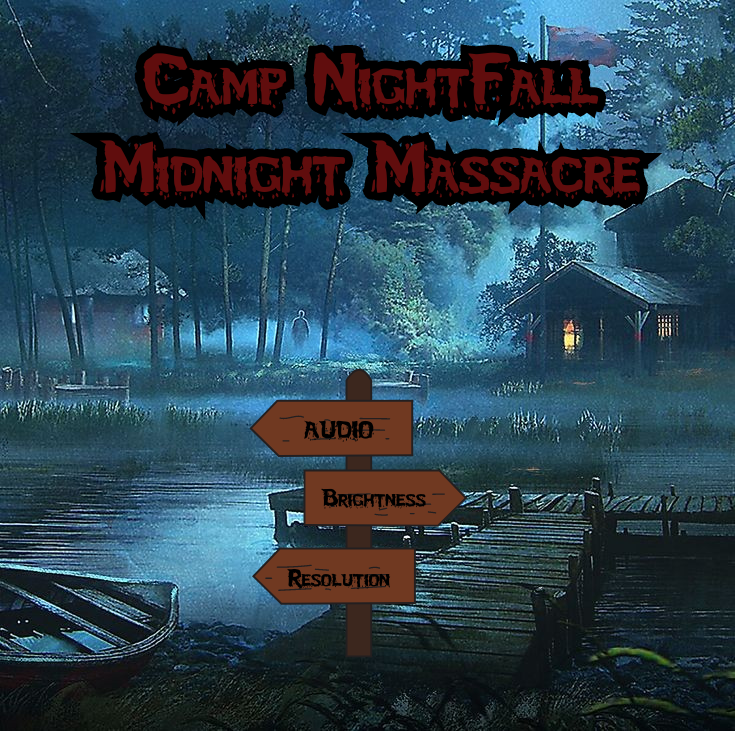 Camp NightFall
Midnight Massacre
AUDIO
Brightness
Resolution